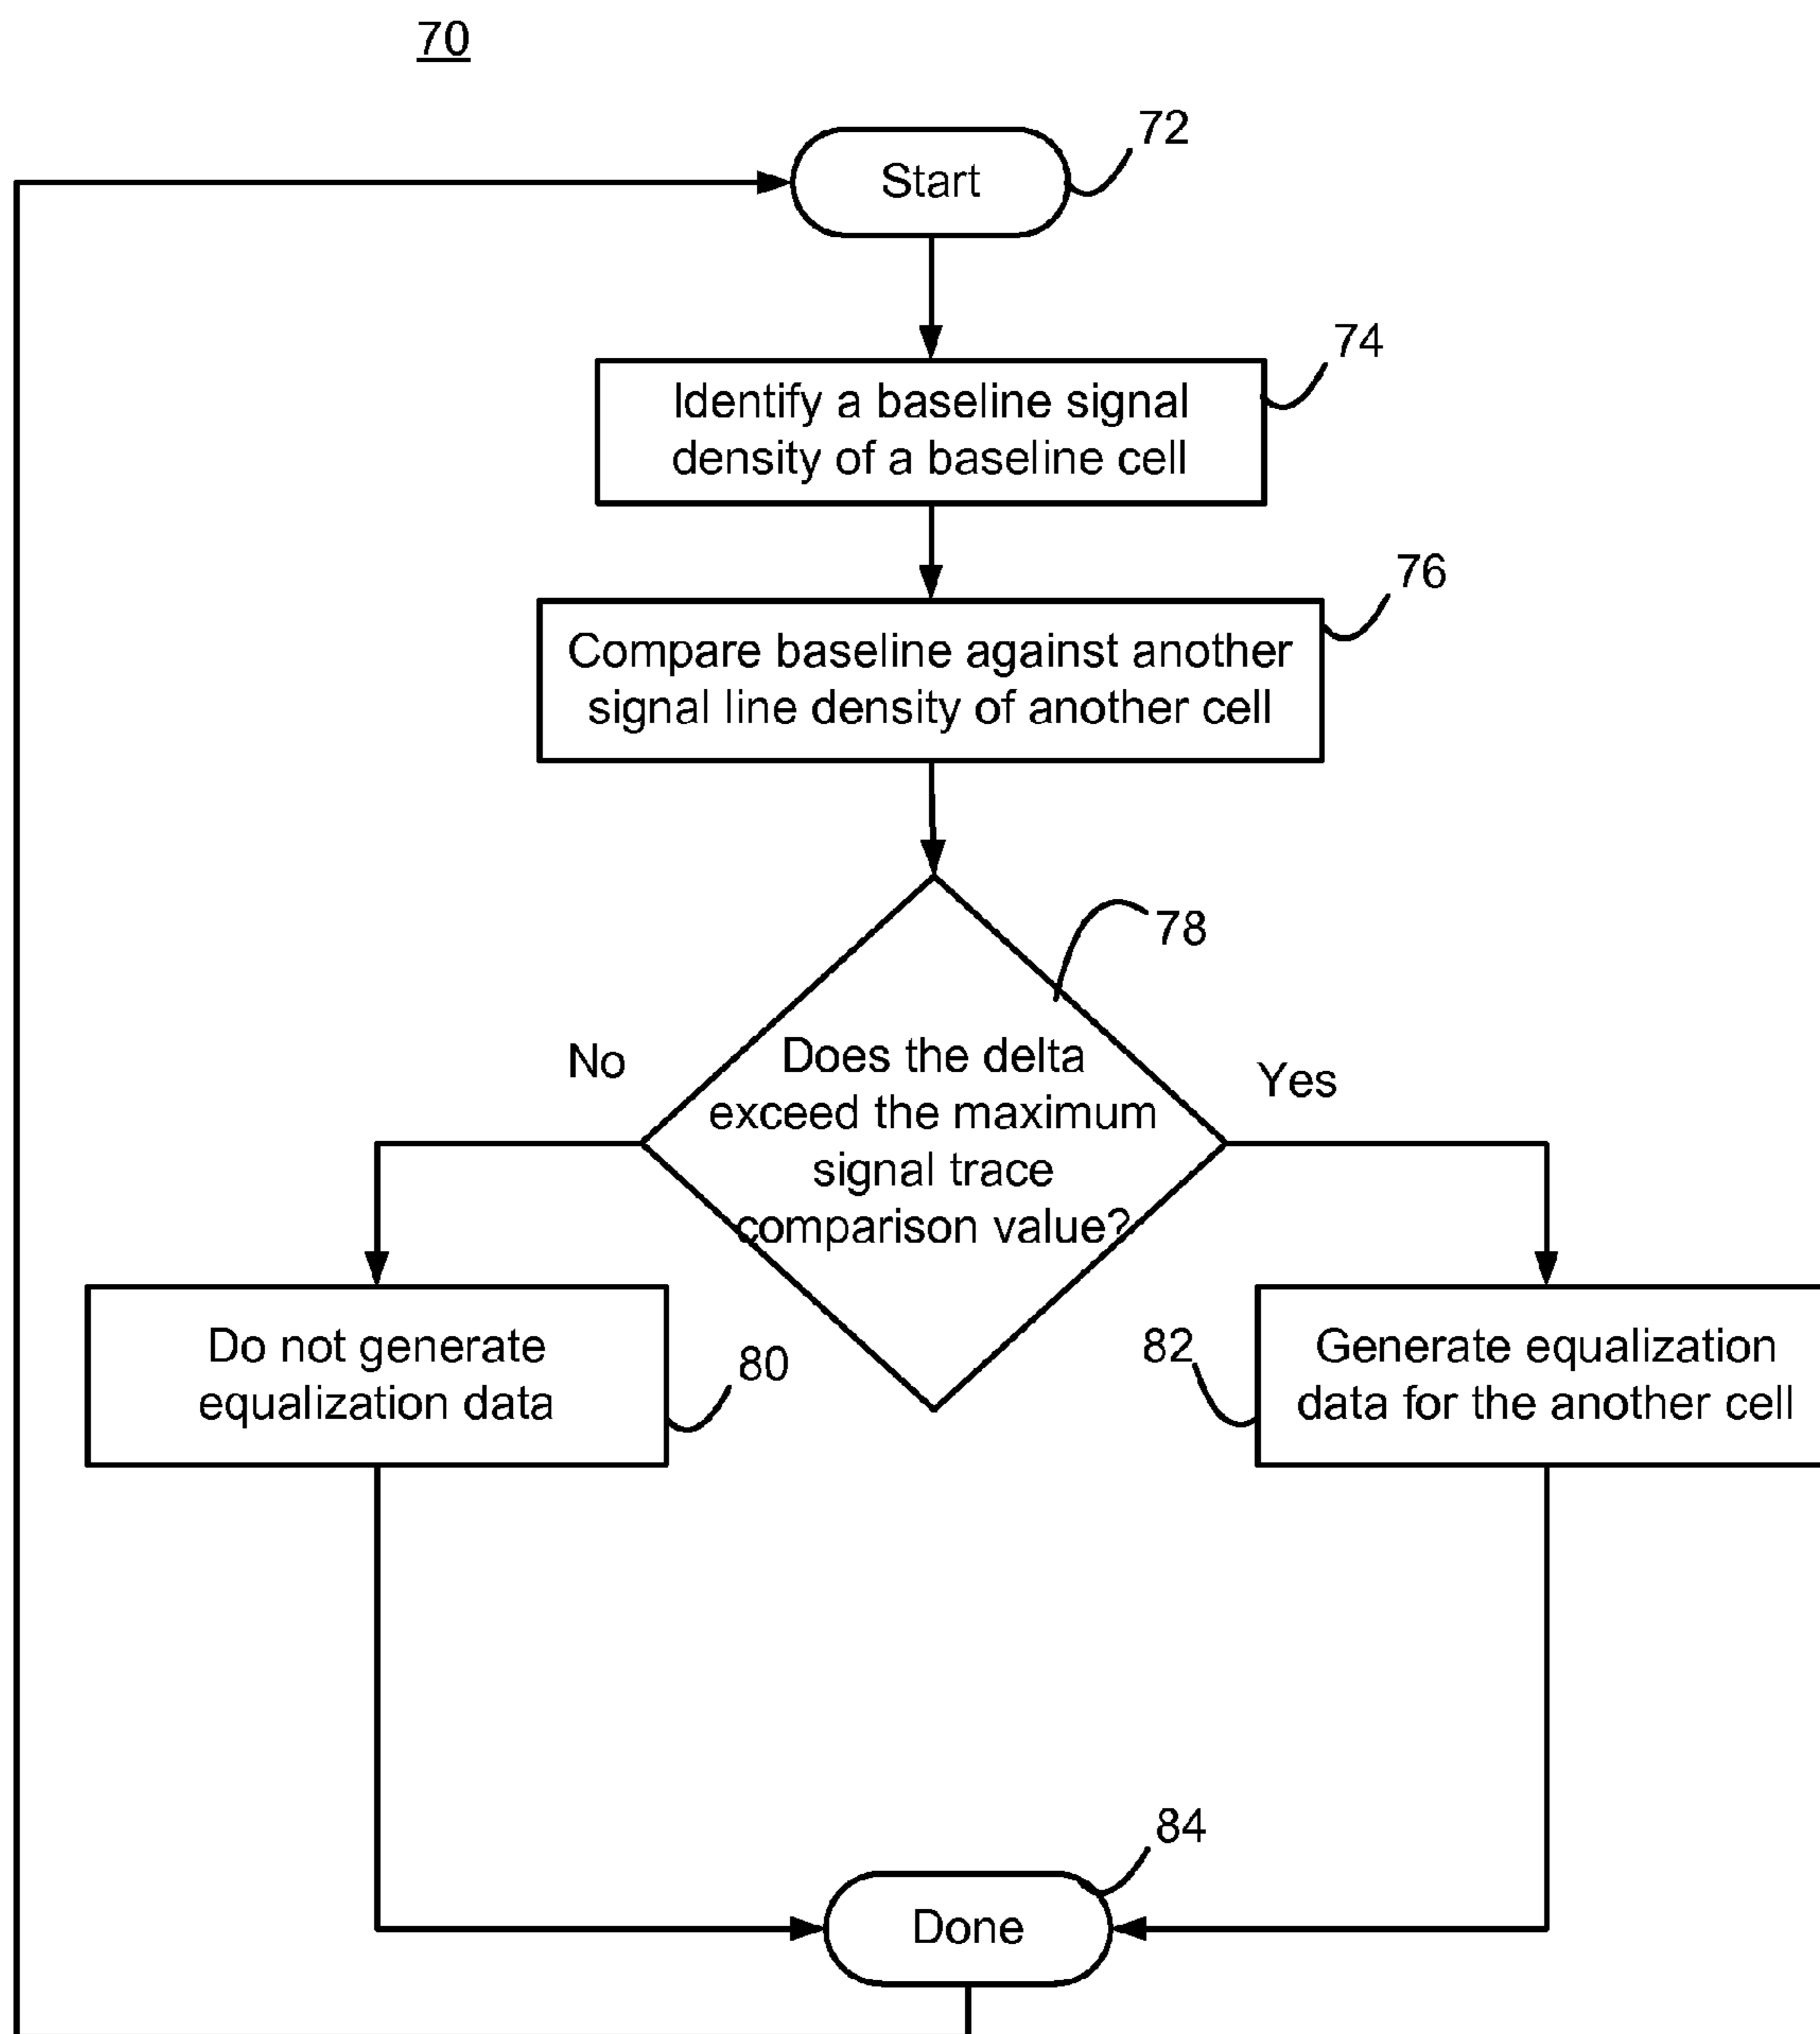 70
72
Start
74
Identify a baseline signal
density of a baseline cell
76
Compare baseline against another
signal line density of another cell
78
No
Does the delta
exceed the maximum
signal trace
comparison value?
Yes
Do not generate
equalization data
80
82
Generate equalization
data for the another cell
84
Done